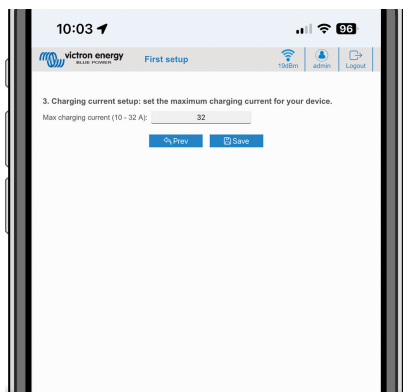 10:03
96
victron energy
BLUE POWER
First setup
19dBm
admin
Logout
3. Charging current setup: set the maximum charging current for your device.
Max charging current (10 - 32 A):
32
Prev
Save